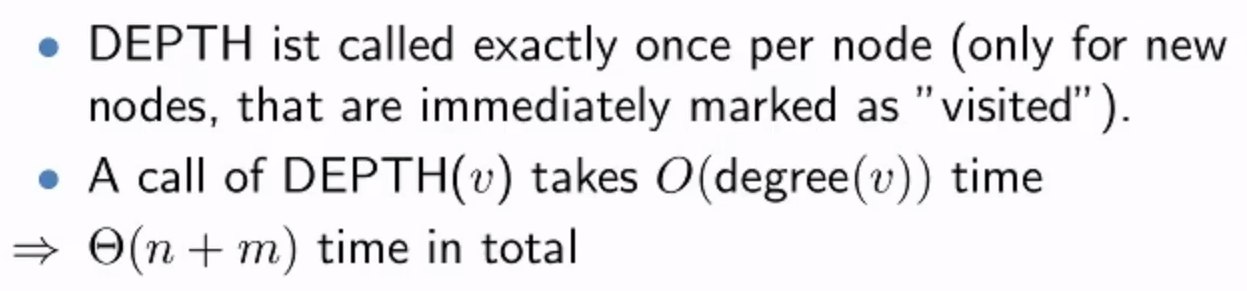 • DEPTH ist called exactly once per node (only for new
nodes, that are immediately marked as ”visited”).
• A call of DEPTH(v) takes O(degree(v)) time
⇒ Θ(n + m) time in total